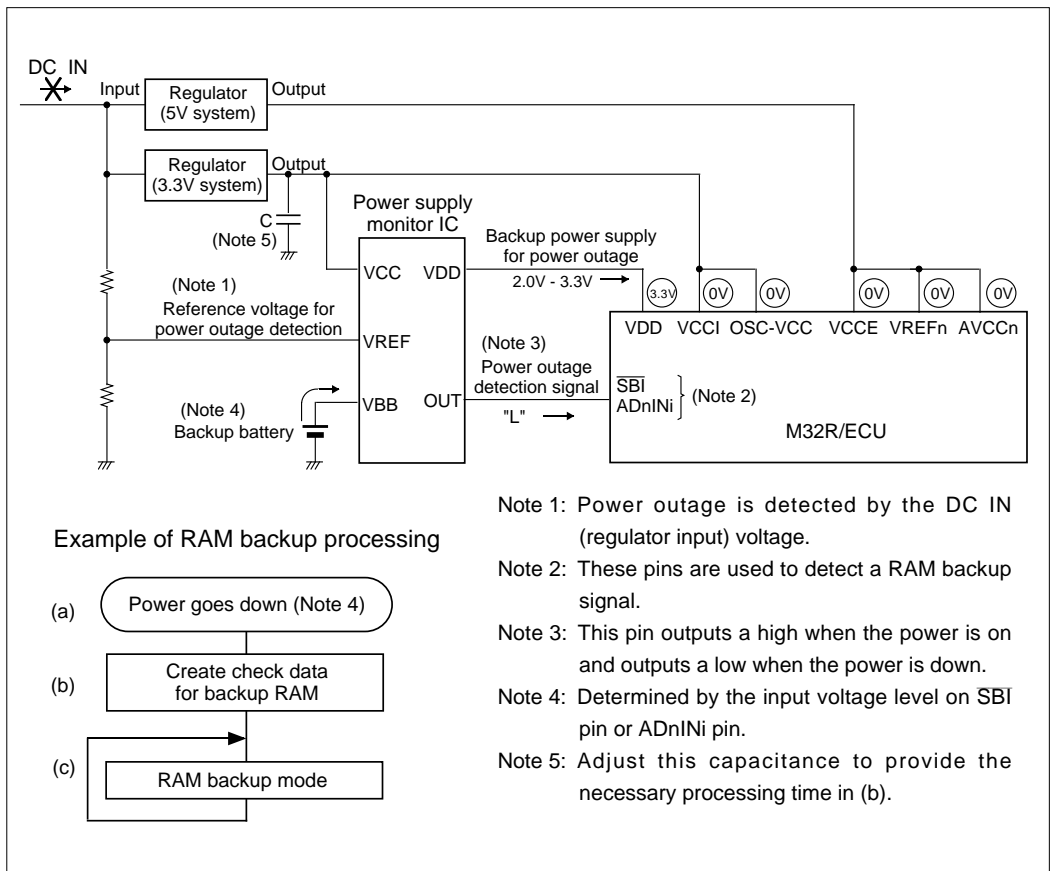 DC IN
Input
Regulator
(5V system)
Output
Regulator
(3.3V system)
Output
C
(Note 5)
Power supply
monitor IC
VCC
VDD
VREF
VBB
OUT
(Note 1)
Reference voltage for
power outage detection
(Note 4)
Backup battery
Backup power supply
for power outage
2.0V - 3.3V
(Note 3)
Power outage
detection signal
"L"
3.3V
0V
0V
0V
0V
0V
VDD VCCI OSC-VCC VCCE VREFn AVCCn
SBI
ADnINi
(Note 2)
M32R/ECU
Example of RAM backup processing
(a)
Power goes down (Note 4)
(b)
Create check data
for backup RAM
(c)
RAM backup mode
Note 1: Power outage is detected by the DC IN
(regulator input) voltage.
Note 2: These pins are used to detect a RAM backup
signal.
Note 3: This pin outputs a high when the power is on
and outputs a low when the power is down.
Note 4: Determined by the input voltage level on SBI
pin or ADnINi pin.
Note 5: Adjust this capacitance to provide the
necessary processing time in (b).